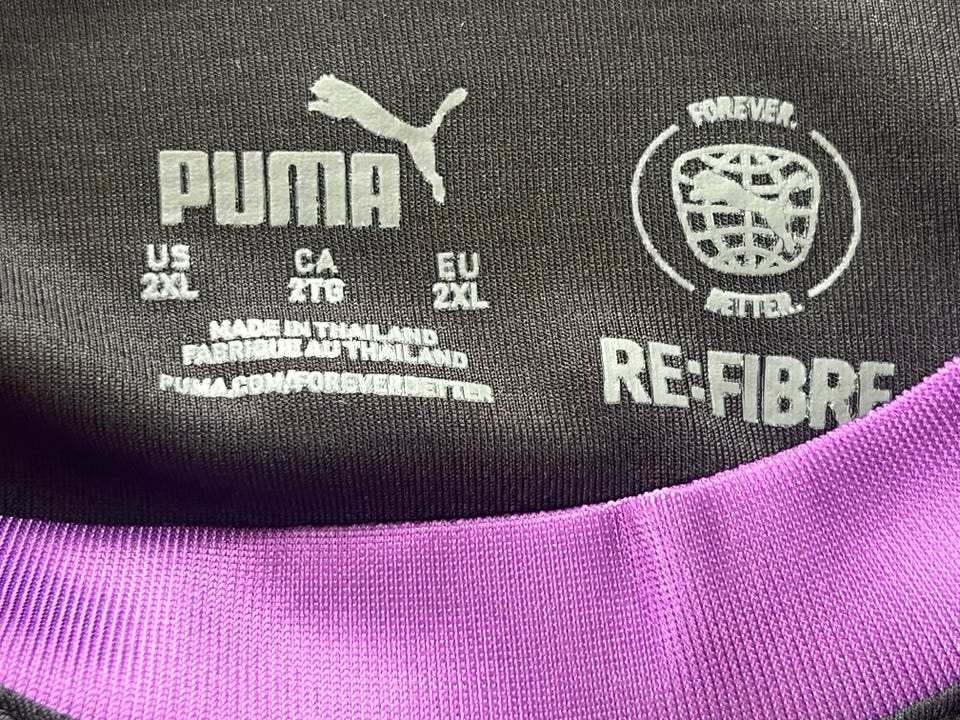 PUMA
US CA EU
2XL 2TG 2XL
MADE IN THAILAND
FABRIQUE AU THAILAND
PUMA.COM/FOREVERBETTER
FOREVER.
BETTER.
RE:FIBRE